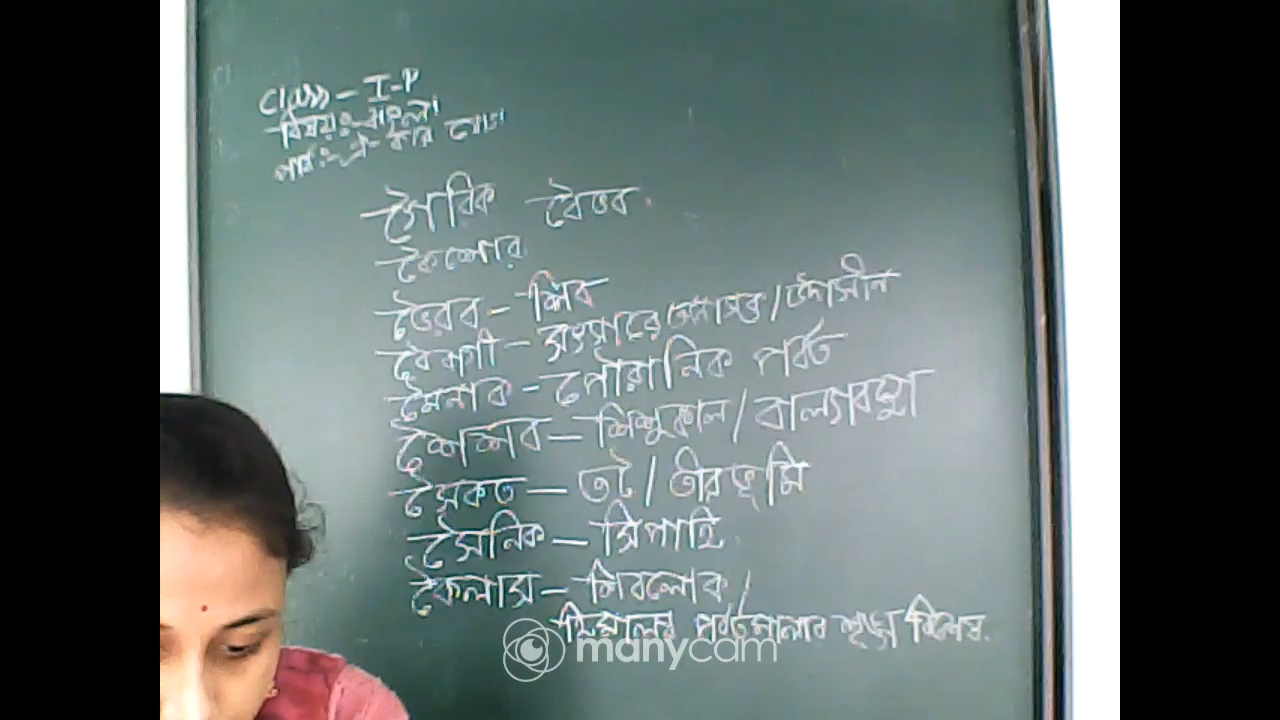 Class - I-P
বিষয়ঃ- বাংলা
পাঠঃ- ঐ- কার যোগ
গৈরিক বৈভব
কৈশোর
ভৈরব - শিব
বৈরাগী - সংসারে অনাসক্ত / উদাসীন
মৈনাক - পৌরানিক পর্বত
শৈশব - শিশুকাল / বাল্যাবস্থা
সৈকত - তট / তীরভূমি
সৈনিক - সিপাহি
কৈলাস - শিবলোক /
হিমালয় পর্বতমালার শৃঙ্গ বিশেষ.
manycam